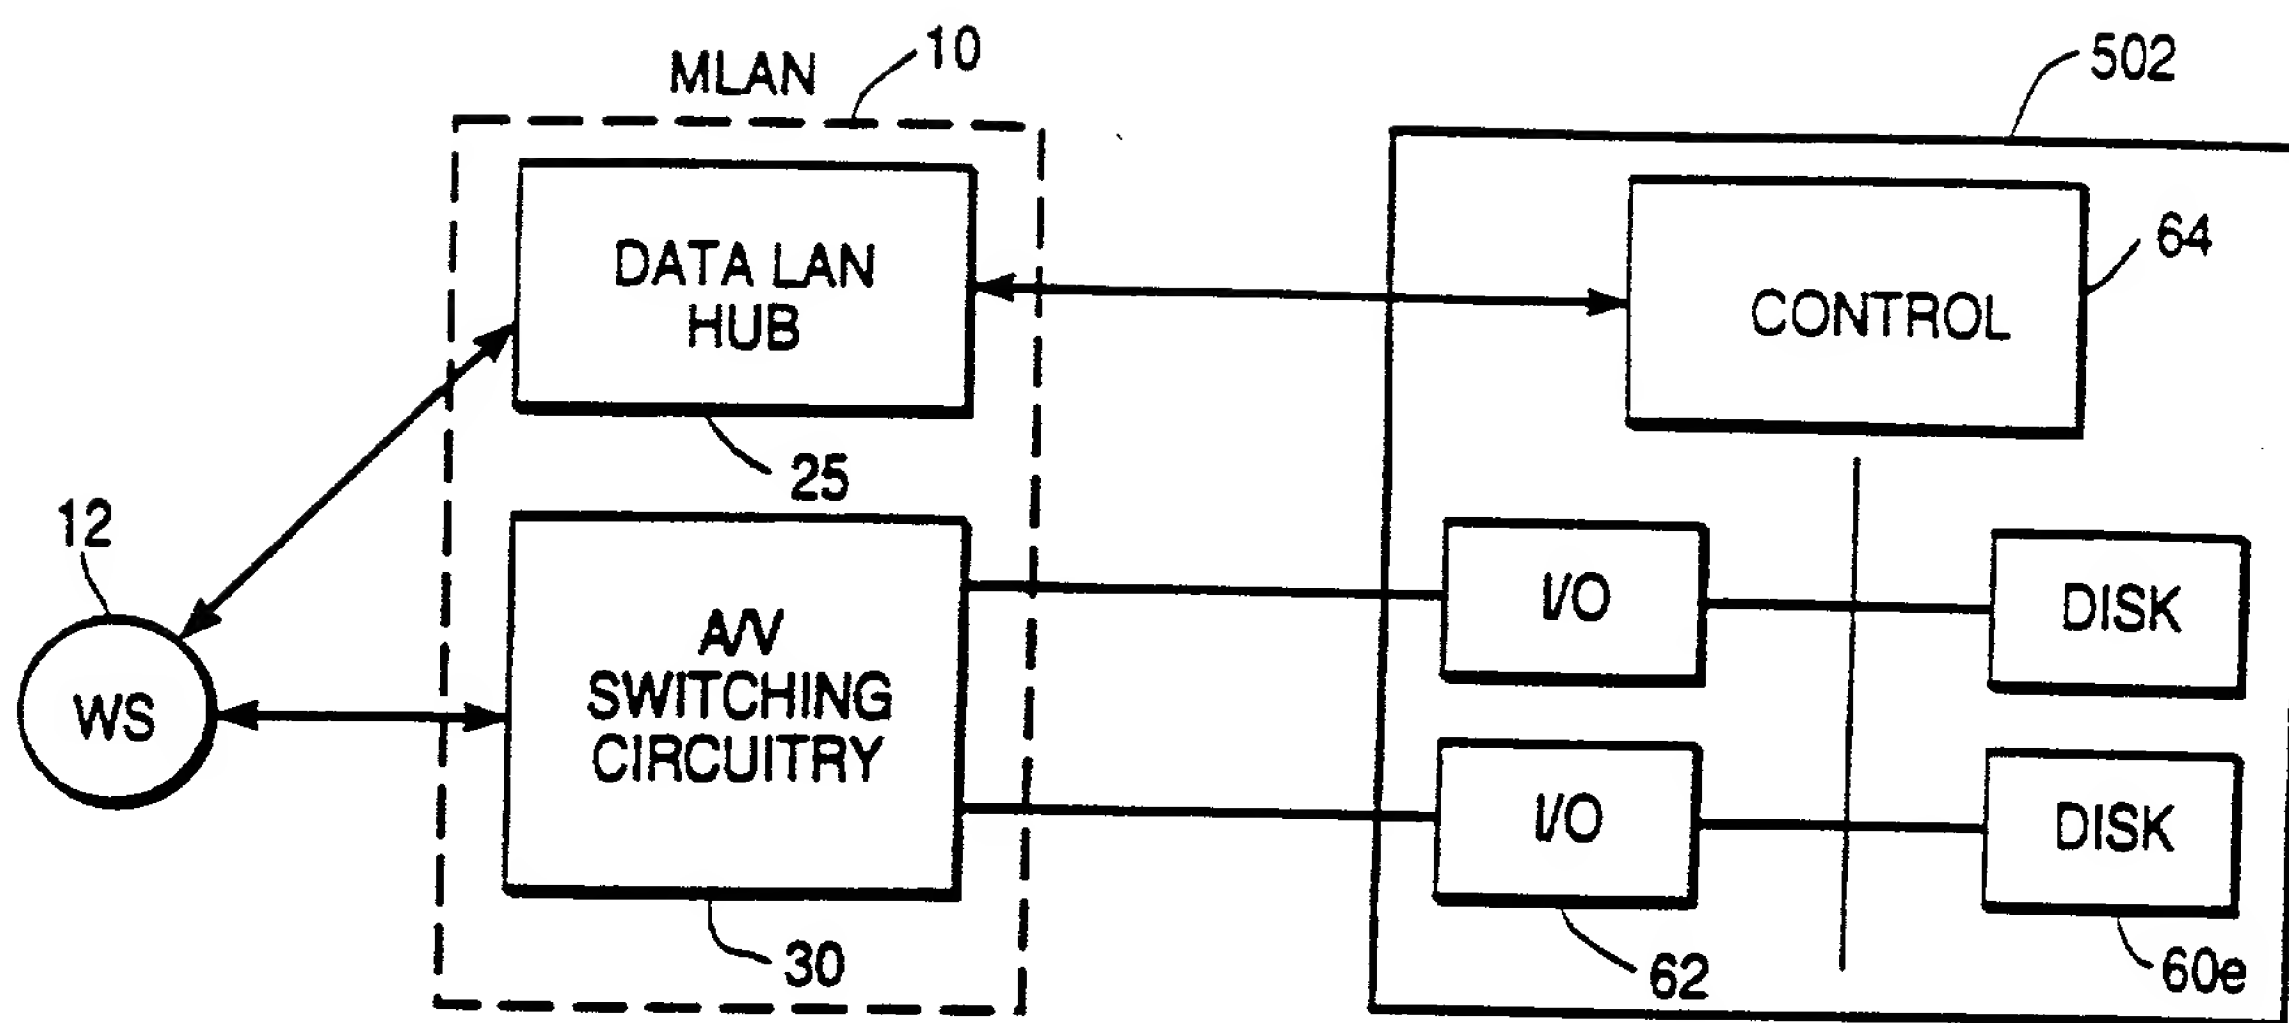 MLAN
10
502
DATA LAN
HUB
CONTROL
64
25
12
WS
A/V
SWITCHING
CIRCUITRY
I/O
DISK
I/O
DISK
30
62
60e